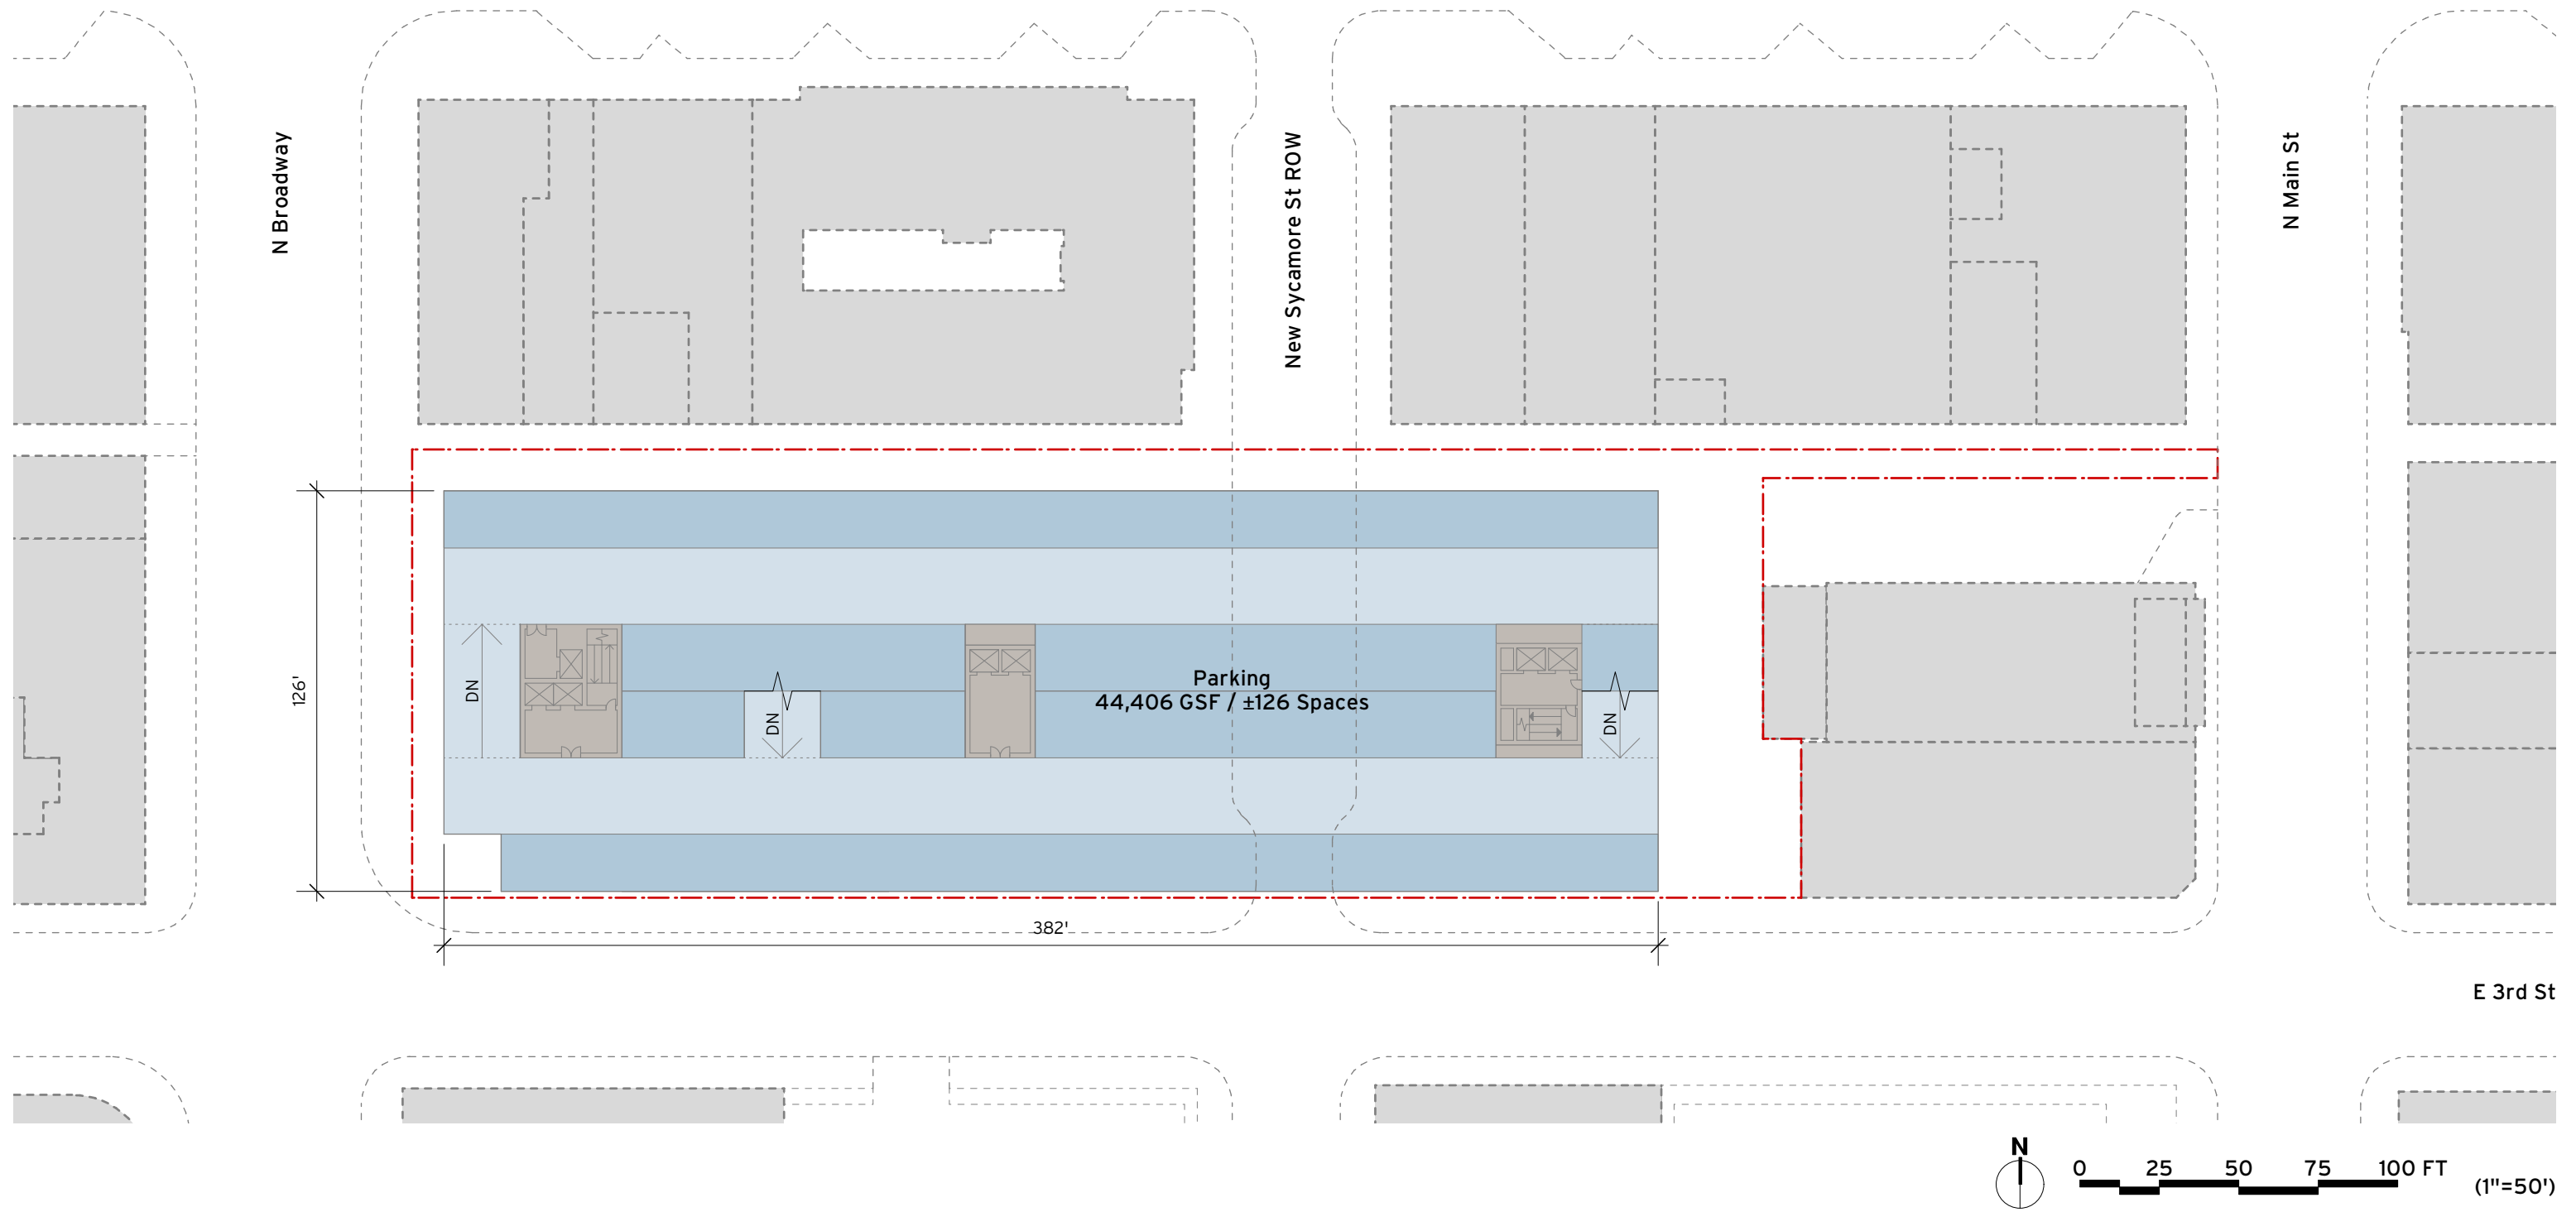 N Broadway
New Sycamore St ROW
N Main St
126'
DN
DN
DN
Parking
44,406 GSF / ±126 Spaces
382'
E 3rd St
N
0 25 50 75 100 FT
(1"=50')